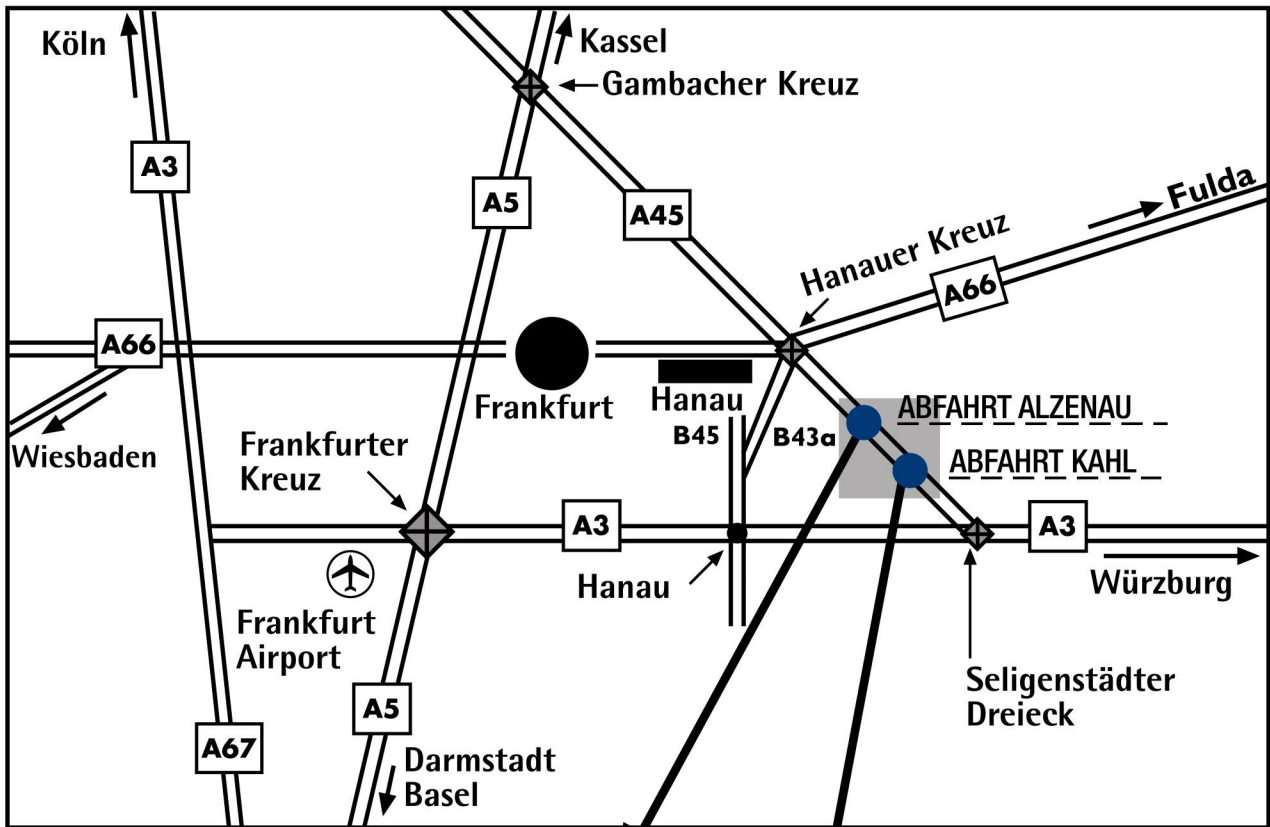 Köln
Kassel
Gambacher Kreuz
A3
A5
A45
Fulda
Hanauer Kreuz
A66
A66
Frankfurt
Hanau
Wiesbaden
B45
B43a
ABFAHRT ALZENAU
ABFAHRT KAHL
Frankfurter
Kreuz
A3
A3
Hanau
Würzburg
Frankfurt
Airport
Seligenstädter
Dreieck
A5
A67
Darmstadt
Basel